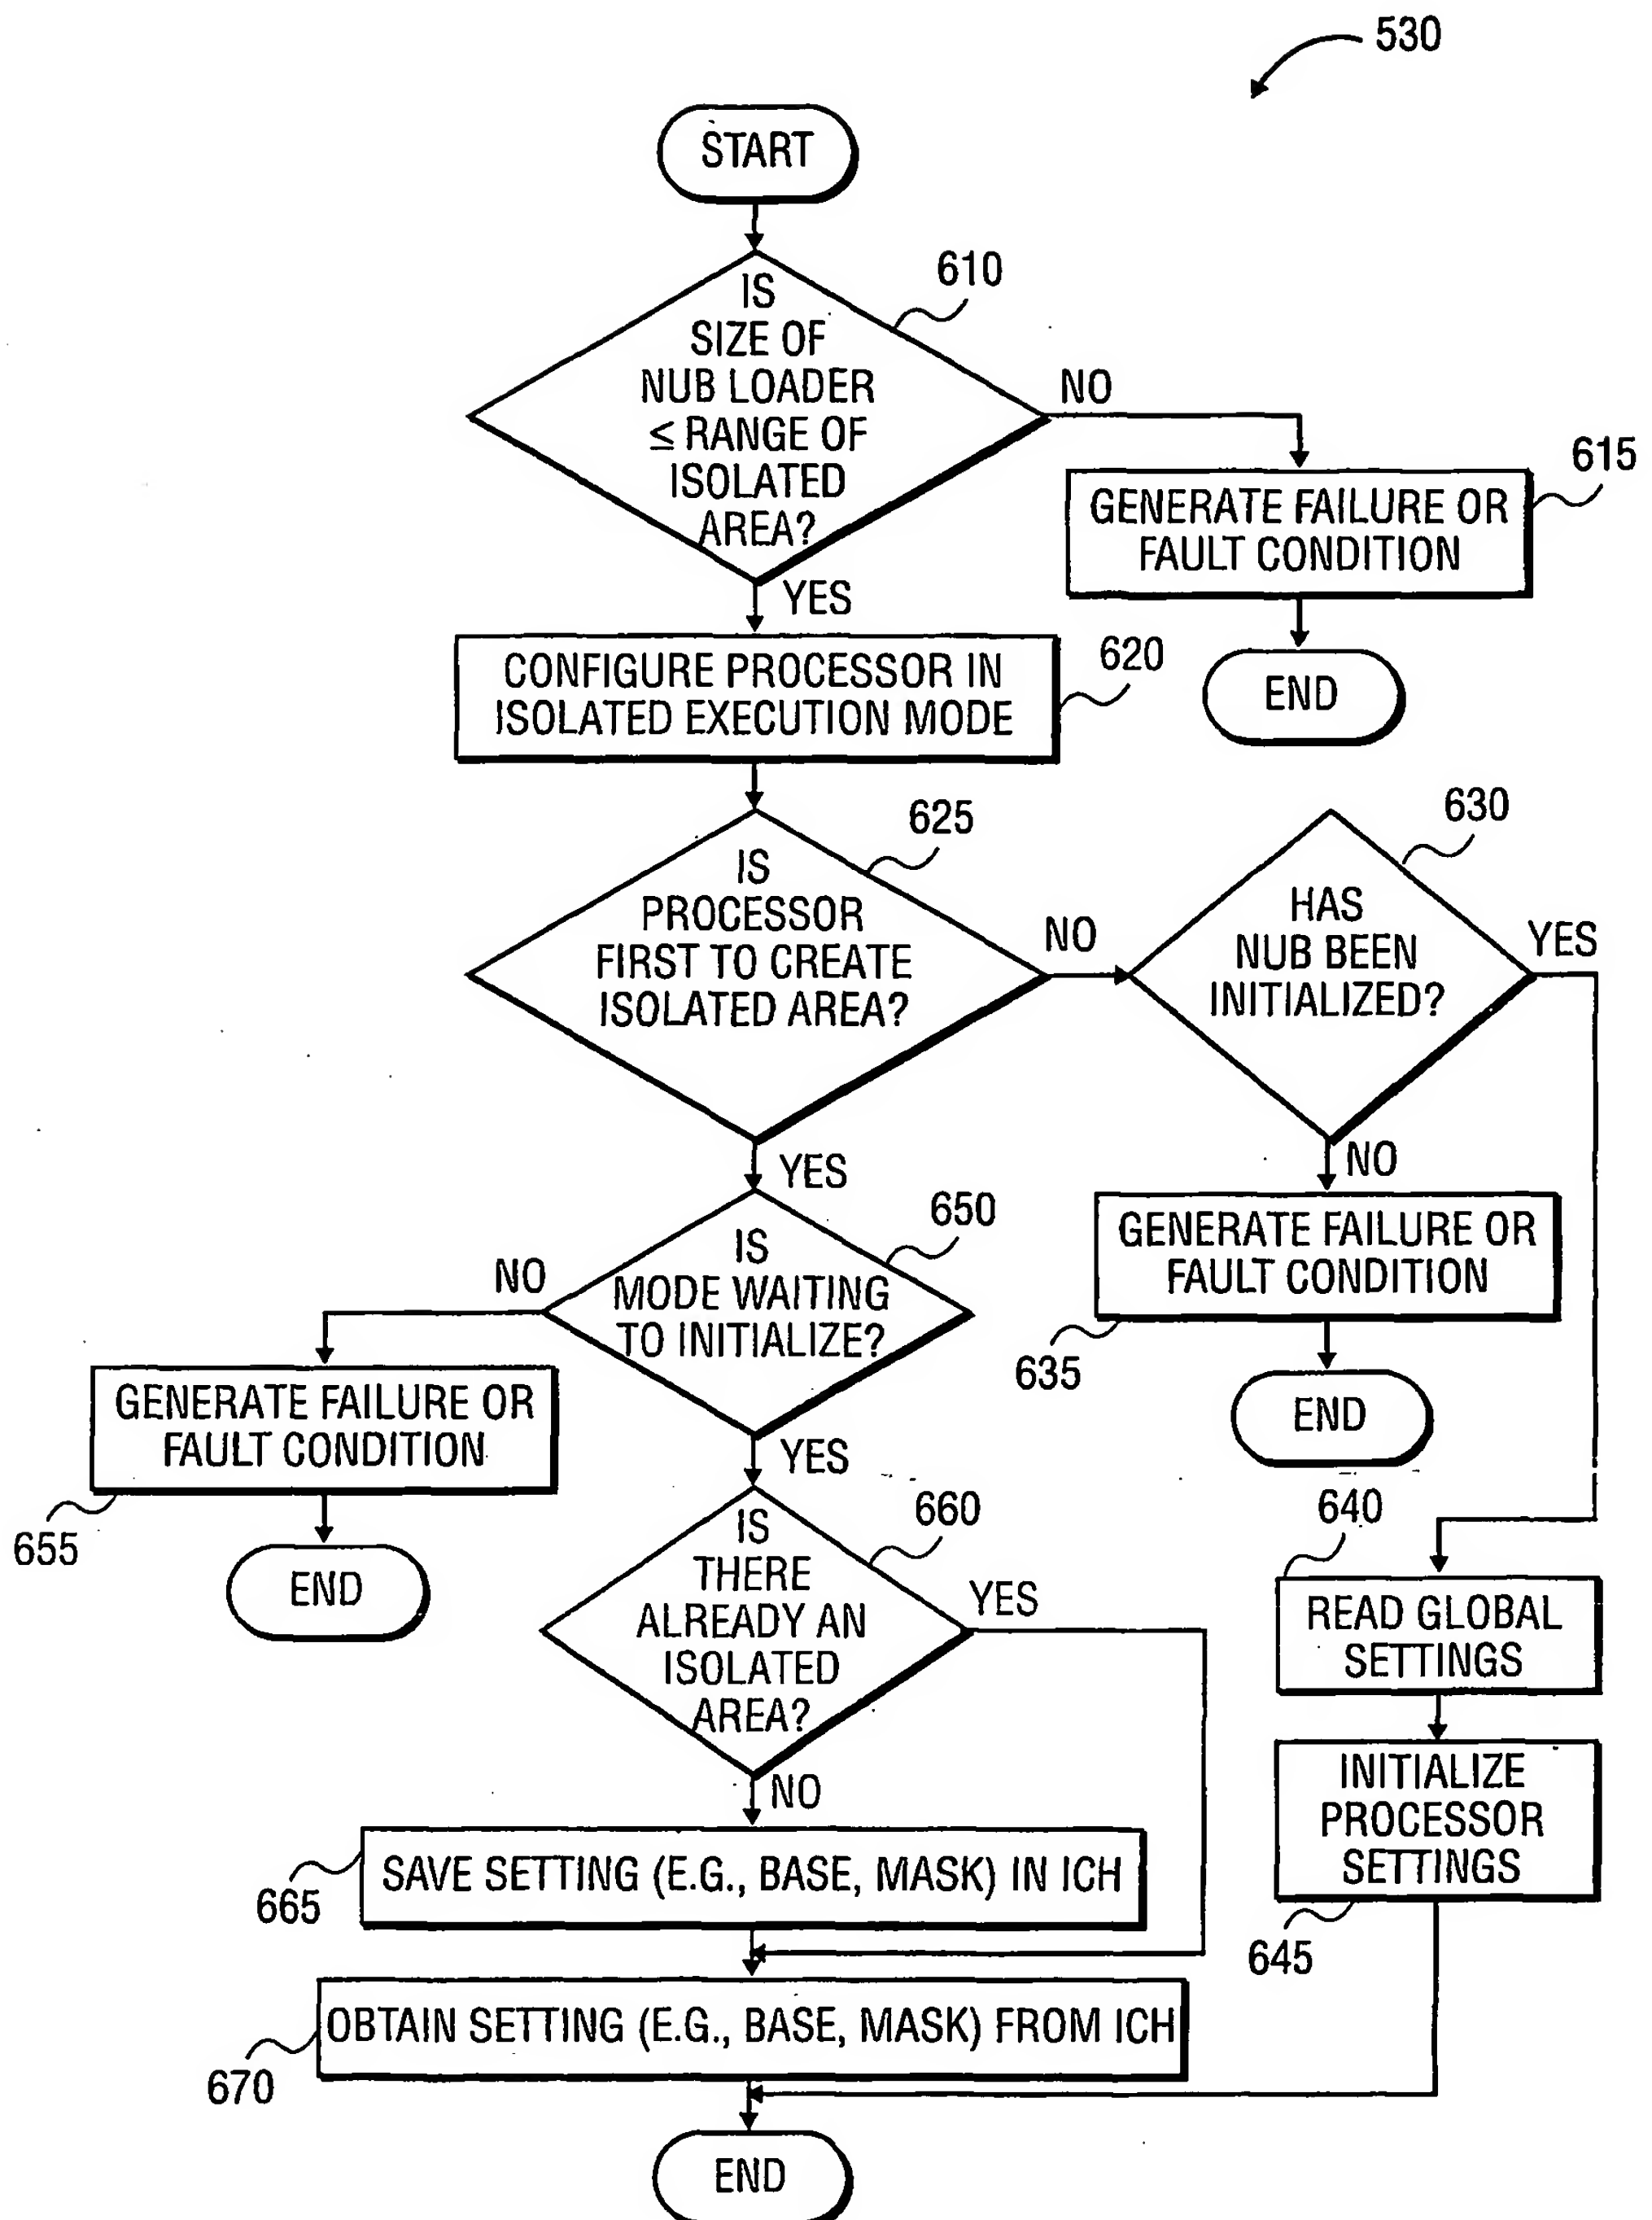 530
START
610
IS
SIZE OF
NUB LOADER
≤ RANGE OF
ISOLATED
AREA?
NO
615
GENERATE FAILURE OR
FAULT CONDITION
END
YES
620
CONFIGURE PROCESSOR IN
ISOLATED EXECUTION MODE
625
IS
PROCESSOR
FIRST TO CREATE
ISOLATED AREA?
NO
630
HAS
NUB BEEN
INITIALIZED?
YES
NO
GENERATE FAILURE OR
FAULT CONDITION
635
END
YES
650
IS
MODE WAITING
TO INITIALIZE?
NO
GENERATE FAILURE OR
FAULT CONDITION
655
END
YES
660
IS
THERE
ALREADY AN
ISOLATED
AREA?
YES
640
READ GLOBAL
SETTINGS
INITIALIZE
PROCESSOR
SETTINGS
645
NO
SAVE SETTING (E.G., BASE, MASK) IN ICH
665
OBTAIN SETTING (E.G., BASE, MASK) FROM ICH
670
END